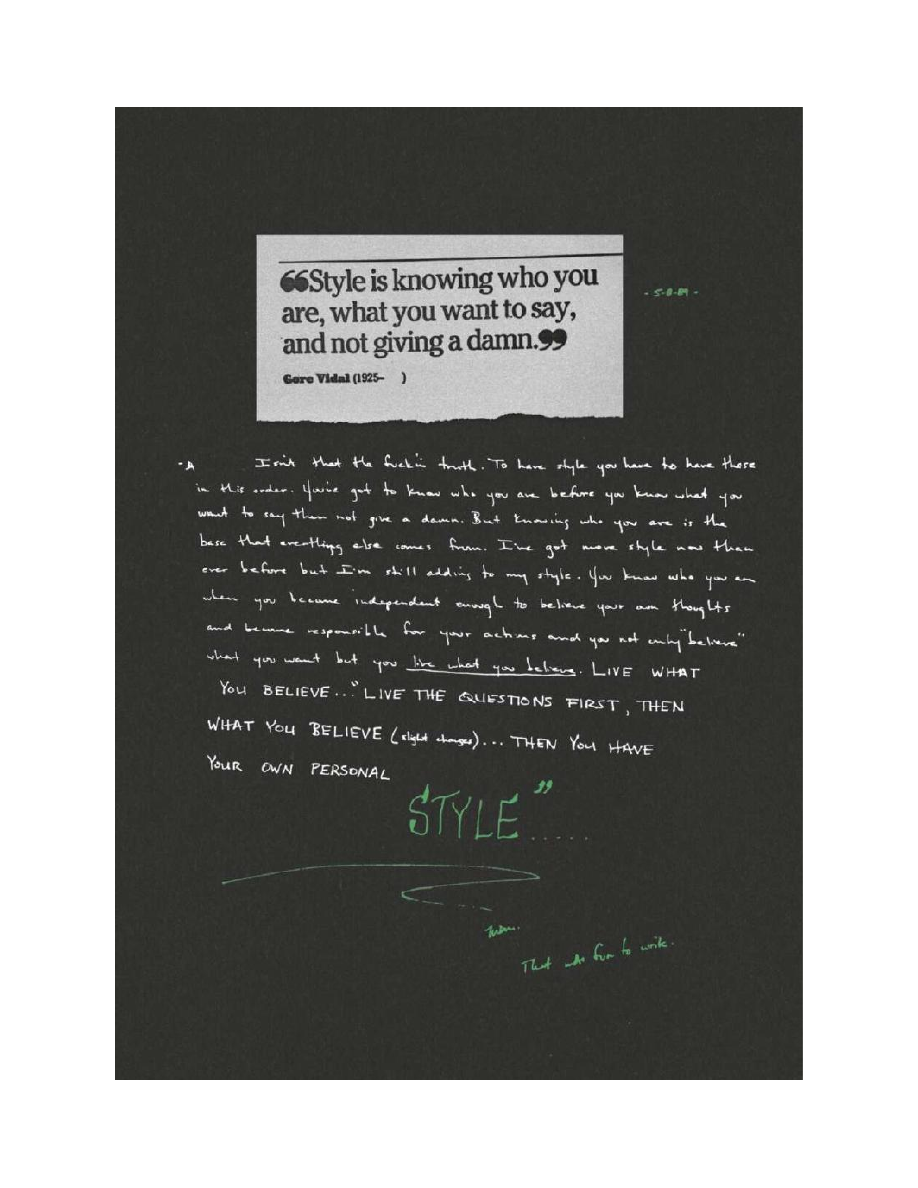 “Style is knowing who you
are, what you want to say,
and not giving a damn.”
Gore Vidal (1925- )
- 5-8-89 -
Isn't that the fuckin truth. To have style you have to have these
in this order. You've got to know who you are before you know what you
want to say then not give a damn. But knowing who you are is the
base that everything else comes from. I've got more style now than
ever before but I'm still adding to my style. You know who you are
when you become independent enough to believe your own thoughts
and become responsible for your actions and you not only "believe"
what you want but you live what you believe. LIVE WHAT
YOU BELIEVE..." LIVE THE QUESTIONS FIRST, THEN
WHAT YOU BELIEVE (slight changes)... THEN YOU HAVE
YOUR OWN PERSONAL
STYLE" .....
That was fun to write.